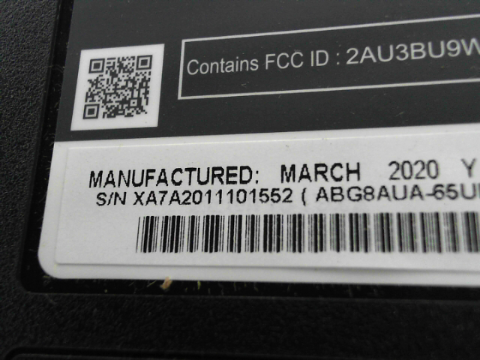 Contains FCC ID : 2AU3BU9W
MANUFACTURED: MARCH 2020 Y
S/N XA7A2011101552 ( ABG8AUA-65U